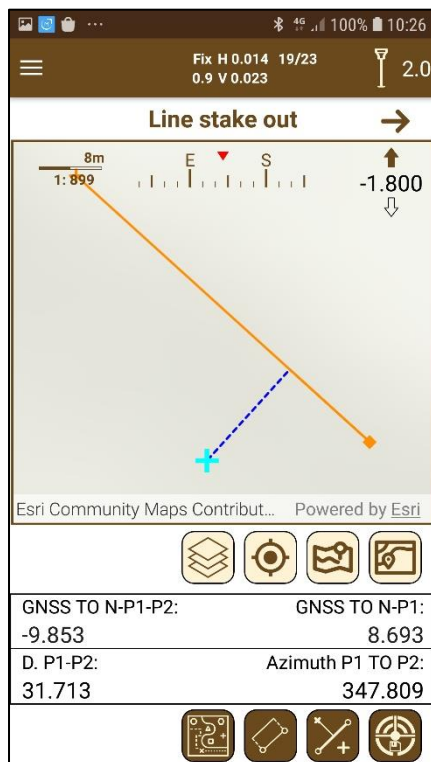 4G 100% 10:26
Fix H 0.014 19/23
0.9 V 0.023
2.0
Line stake out
8m
1:899
E S
-1.800
Esri Community Maps Contribut... Powered by Esri
GNSS TO N-P1-P2: GNSS TO N-P1:
-9.853 8.693
D. P1-P2: Azimuth P1 TO P2:
31.713 347.809